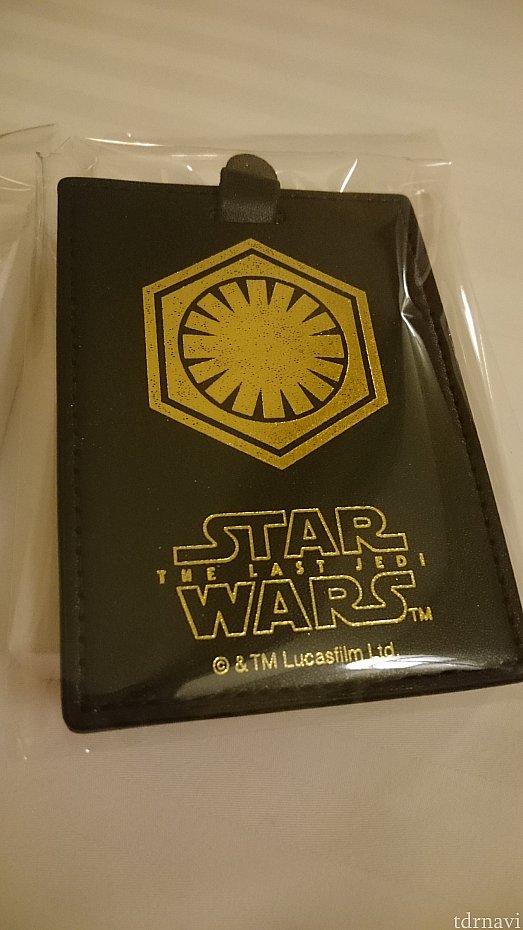 STAR
THE LAST JEDI
WARS™
© & TM Lucasfilm Ltd.
tdrnavi